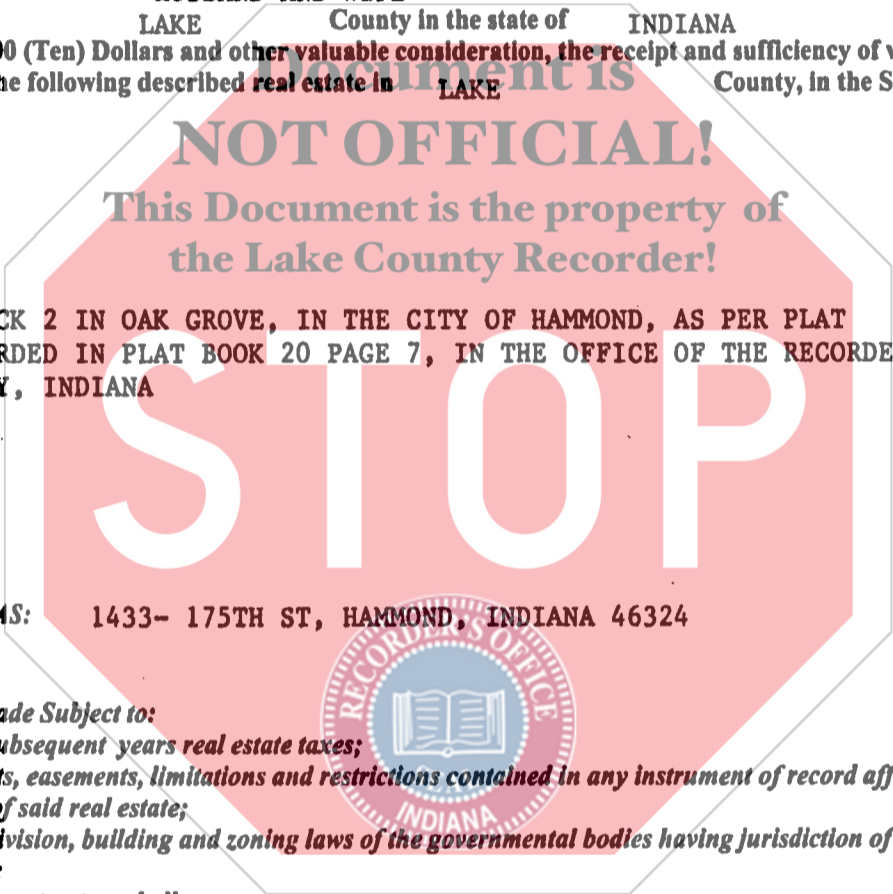 LAKE County in the state of INDIANA
0 (Ten) Dollars and other valuable consideration, the receipt and sufficiency of
he following described real estate in LAKE County, in the S
Document is
NOT OFFICIAL!
This Document is the property of
the Lake County Recorder!
CK 2 IN OAK GROVE, IN THE CITY OF HAMMOND, AS PER PLAT
RDED IN PLAT BOOK 20 PAGE 7, IN THE OFFICE OF THE RECORDE
Y, INDIANA
STOP
AS: 1433- 175TH ST, HAMMOND, INDIANA 46324
RECORDER'S OFFICE
INDIANA
ade Subject to:
ubsequent years real estate taxes;
ts, easements, limitations and restrictions contained in any instrument of record aff
of said real estate;
ivision, building and zoning laws of the governmental bodies having jurisdiction of